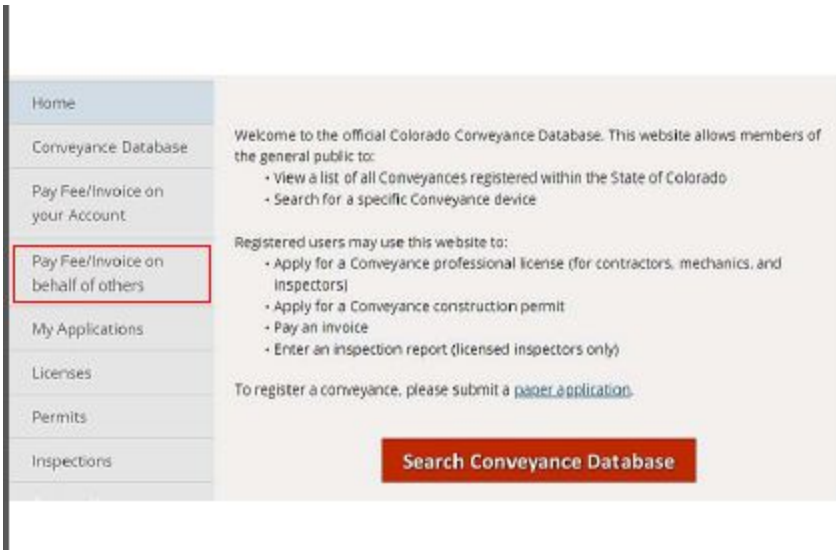 Home
Conveyance Database
Pay Fee/Invoice on
your Account
Pay Fee/Invoice on
behalf of others
My Applications
Licenses
Permits
Inspections
Welcome to the official Colorado Conveyance Database. This website allows members of
the general public to:
• View a list of all Conveyances registered within the State of Colorado
• Search for a specific Conveyance device
Registered users may use this website to:
• Apply for a Conveyance professional license (for contractors, mechanics, and
inspectors)
• Apply for a Conveyance construction permit
• Pay an invoice
• Enter an inspection report (licensed inspectors only)
To register a conveyance, please submit a paper application.
Search Conveyance Database